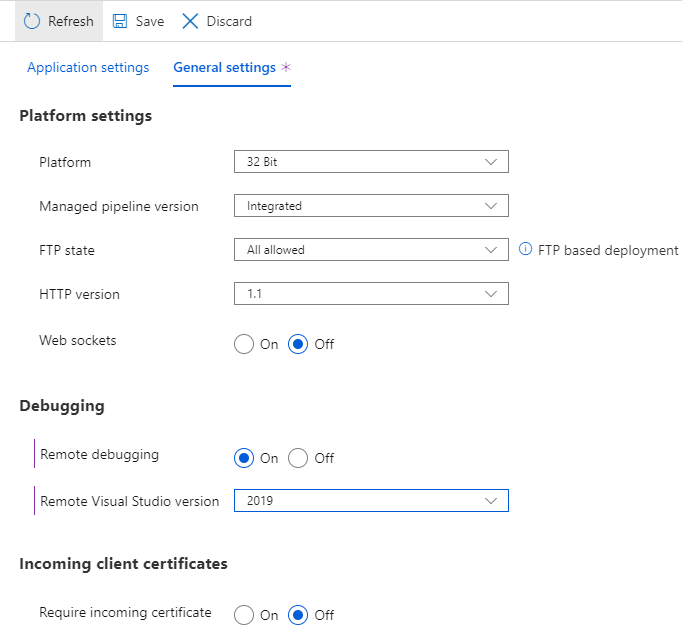 Refresh Save Discard
Application settings General settings *
Platform settings
Platform 32 Bit
Managed pipeline version Integrated
FTP state All allowed FTP based deployment
HTTP version 1.1
Web sockets On Off
Debugging
Remote debugging On Off
Remote Visual Studio version 2019
Incoming client certificates
Require incoming certificate On Off